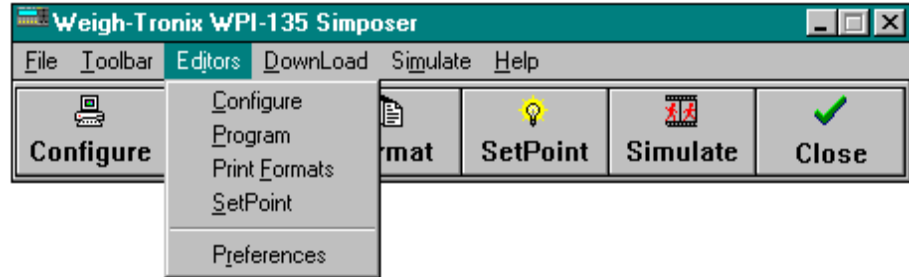 Weigh-Tronix WPI-135 Simposer
File Toolbar Editors DownLoad Simulate Help
Configure rmat SetPoint Simulate Close
Configure
Program
Print Formats
SetPoint
Preferences